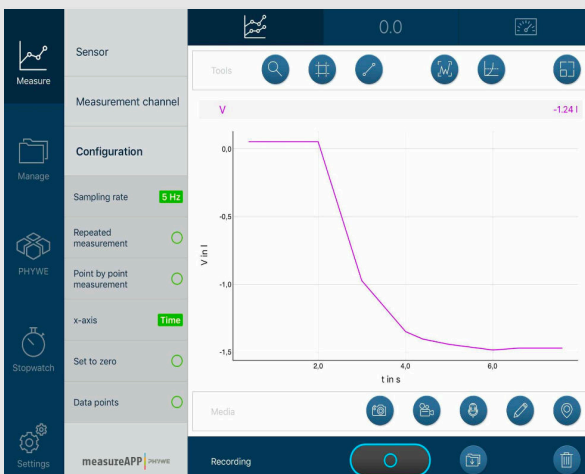 0.0
Measure
Sensor
Tools
Measurement channel
V
-1.24 l
Configuration
Manage
Sampling rate
5 Hz
Repeated
measurement
PHYWE
Point by point
measurement
x-axis
Time
Set to zero
Stopwatch
Data points
0,0
-0,5
-1,0
-1,5
V in l
2,0
4,0
6,0
t in s
Media
Settings
measureAPP PHYWE
Recording